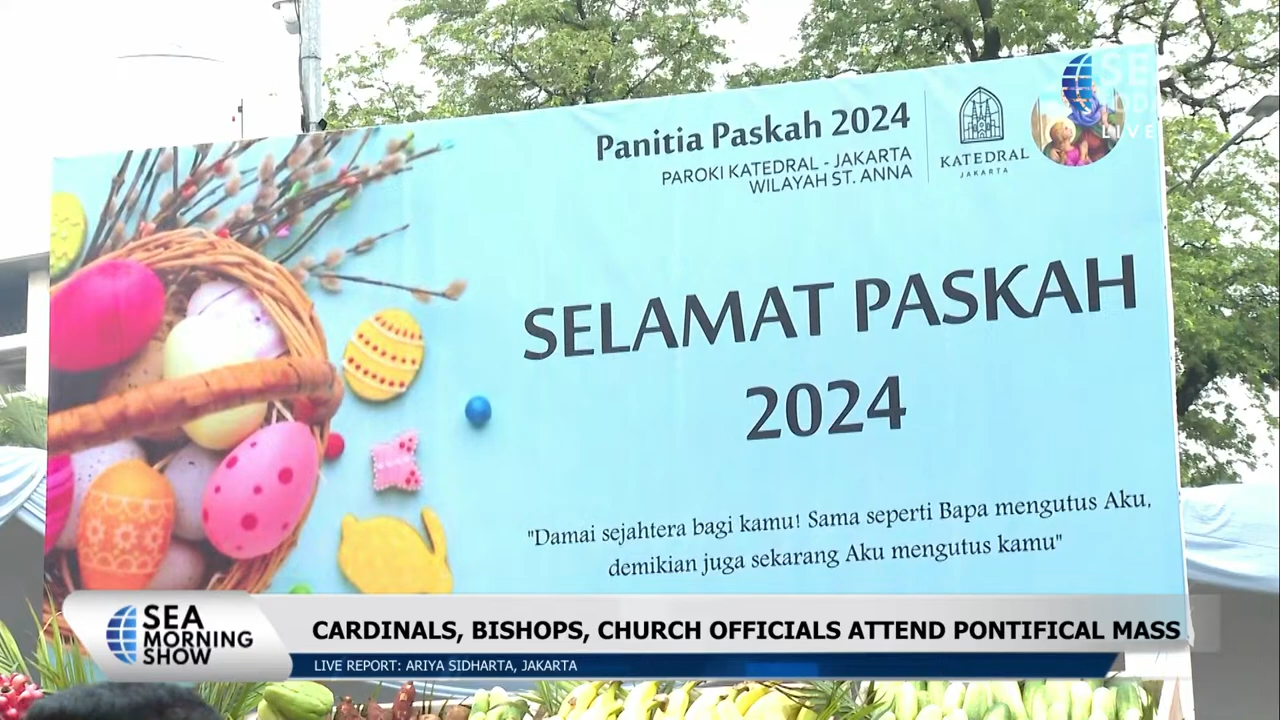 Panitia Paskah 2024
PAROKI KATEDRAL - JAKARTA
WILAYAH ST. ANNA
KATEDRAL
JAKARTA
LIVE
SELAMAT PASKAH
2024
"Damai sejahtera bagi kamu! Sama seperti Bapa mengutus Aku,
demikian juga sekarang Aku mengutus kamu"
SEA
MORNING
SHOW
CARDINALS, BISHOPS, CHURCH OFFICIALS ATTEND PONTIFICAL MASS
LIVE REPORT: ARIYA SIDHARTA, JAKARTA